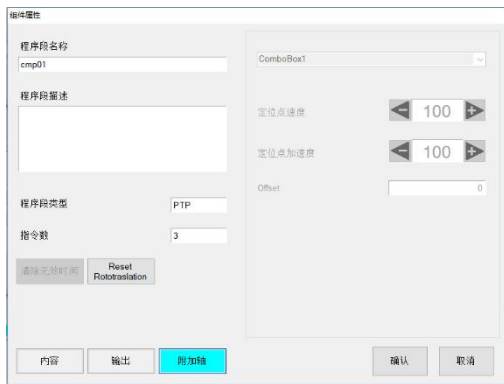 组件属性
程序段名称
cmp01
程序段描述
程序段类型
PTP
指令数
3
清除无效时间
Reset
Rototraslation
内容
输出
附加轴
ComboBox1
定位点速度
100
定位点加速度
100
Offset
0
确认
取消